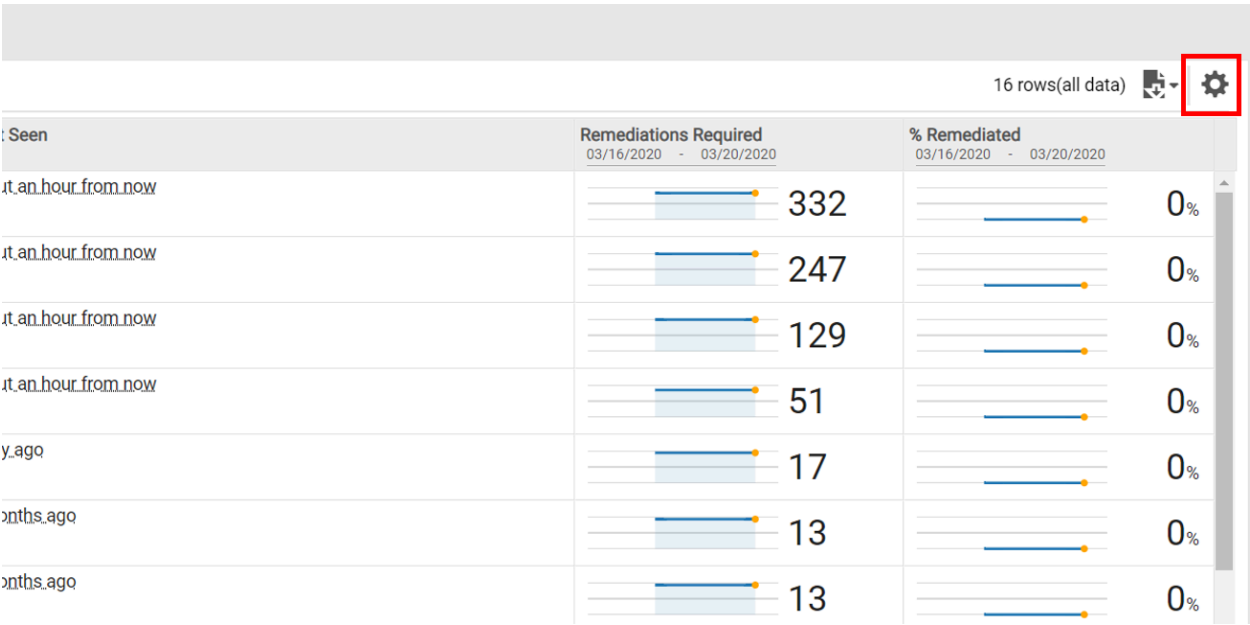 16 rows(all data)
Seen Remediations Required % Remediated
03/16/2020 - 03/20/2020 03/16/2020 - 03/20/2020
an hour from now 332 0%
an hour from now 247 0%
an hour from now 129 0%
an hour from now 51 0%
ago 17 0%
ago 13 0%
ago 13 0%